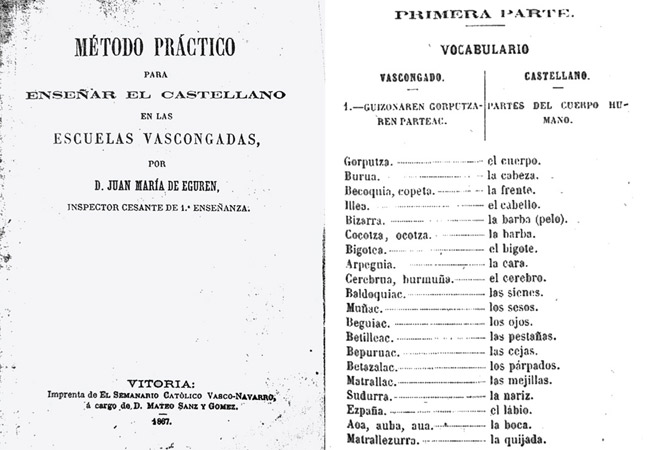 MÉTODO PRÁCTICO
PARA
ENSEÑAR EL CASTELLANO
EN LAS
ESCUELAS VASCONGADAS,
POR
D. JUAN MARÍA DE EGUREN,
INSPECTOR CESANTE DE 1.ª ENSEÑANZA.
VITORIA:
Imprenta de EL SEMANARIO CATÓLICO VASCO-NAVARRO,
á cargo de D. MATEO SANZ Y GOMEZ.
1867.
PRIMERA PARTE.
VOCABULARIO
VASCONGADO. CASTELLANO.
1.—GUIZONAREN GORPUTZA- PARTES DEL CUERPO HU-
REN PARTEAC. MANO.
Gorputza. el cuerpo.
Burua. la cabeza.
Becoquia, copeta. la frente.
Illea. el cabello.
Bizarra. la barba (pelo).
Cocotza, ocotza. la barba.
Bigotea. el bigote.
Arpegnia. la cara.
Cerebrua, burmuña. el cerebro.
Baldoquiac. las sienes.
Muñac. los sesos.
Beguiac. los ojos.
Betilleac. las pestañas.
Bepuruac. las cejas.
Betazalac. los párpados.
Matrallac. las mejillas.
Sudurra. la nariz.
Ezpaña. el lábio.
Aoa, auba, aua. la boca.
Matrallezurra. la quijada.